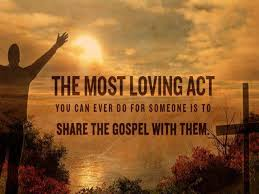 THE MOST LOVING ACT
YOU CAN EVER DO FOR SOMEONE IS TO
SHARE THE GOSPEL WITH THEM.